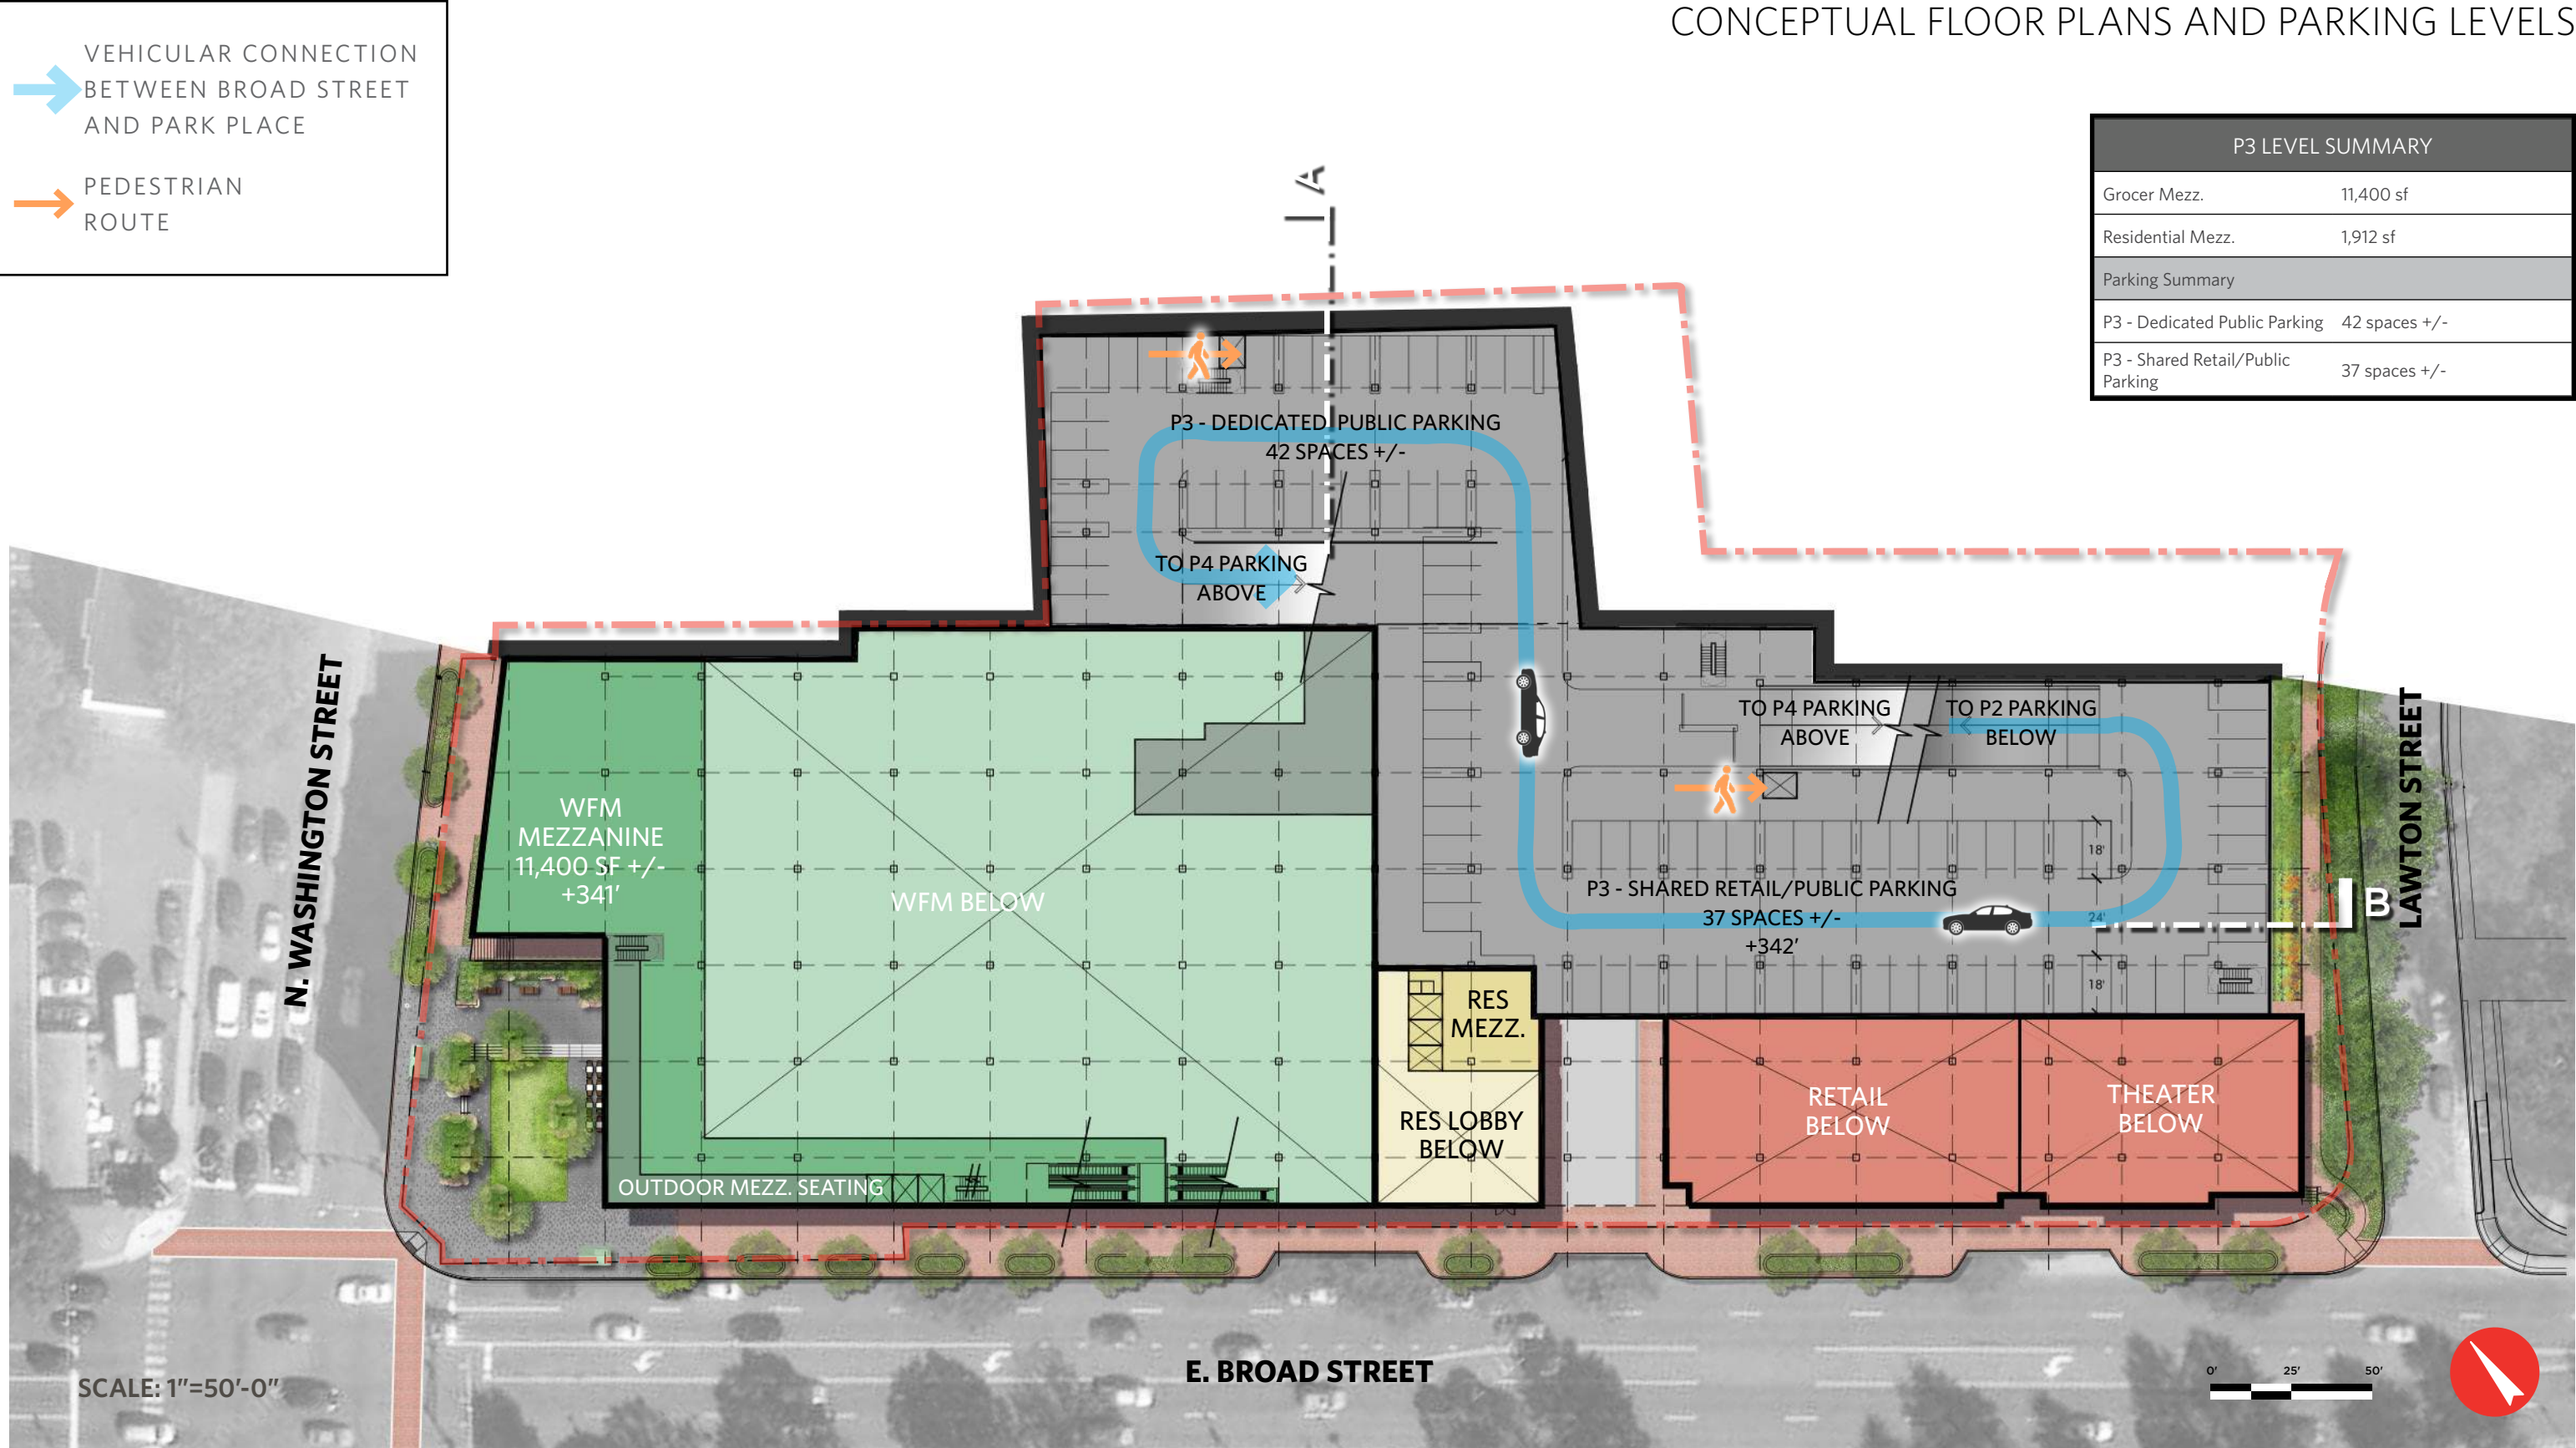 CONCEPTUAL FLOOR PLANS AND PARKING LEVELS
VEHICULAR CONNECTION
BETWEEN BROAD STREET
AND PARK PLACE
PEDESTRIAN
ROUTE
P3 LEVEL SUMMARY
Grocer Mezz. 11,400 sf
Residential Mezz. 1,912 sf
Parking Summary
P3 - Dedicated Public Parking 42 spaces +/-
P3 - Shared Retail/Public
Parking
37 spaces +/-
A
P3 - DEDICATED PUBLIC PARKING
42 SPACES +/-
TO P4 PARKING
ABOVE
TO P4 PARKING
ABOVE
TO P2 PARKING
BELOW
N. WASHINGTON STREET
LAWTON STREET
WFM
MEZZANINE
11,400 SF +/-
+341'
WFM BELOW
P3 - SHARED RETAIL/PUBLIC PARKING
37 SPACES +/-
+342'
18'
24'
18'
B
RES
MEZZ.
RES LOBBY
BELOW
RETAIL
BELOW
THEATER
BELOW
OUTDOOR MEZZ. SEATING
E. BROAD STREET
SCALE: 1"=50'-0"
0' 25' 50'